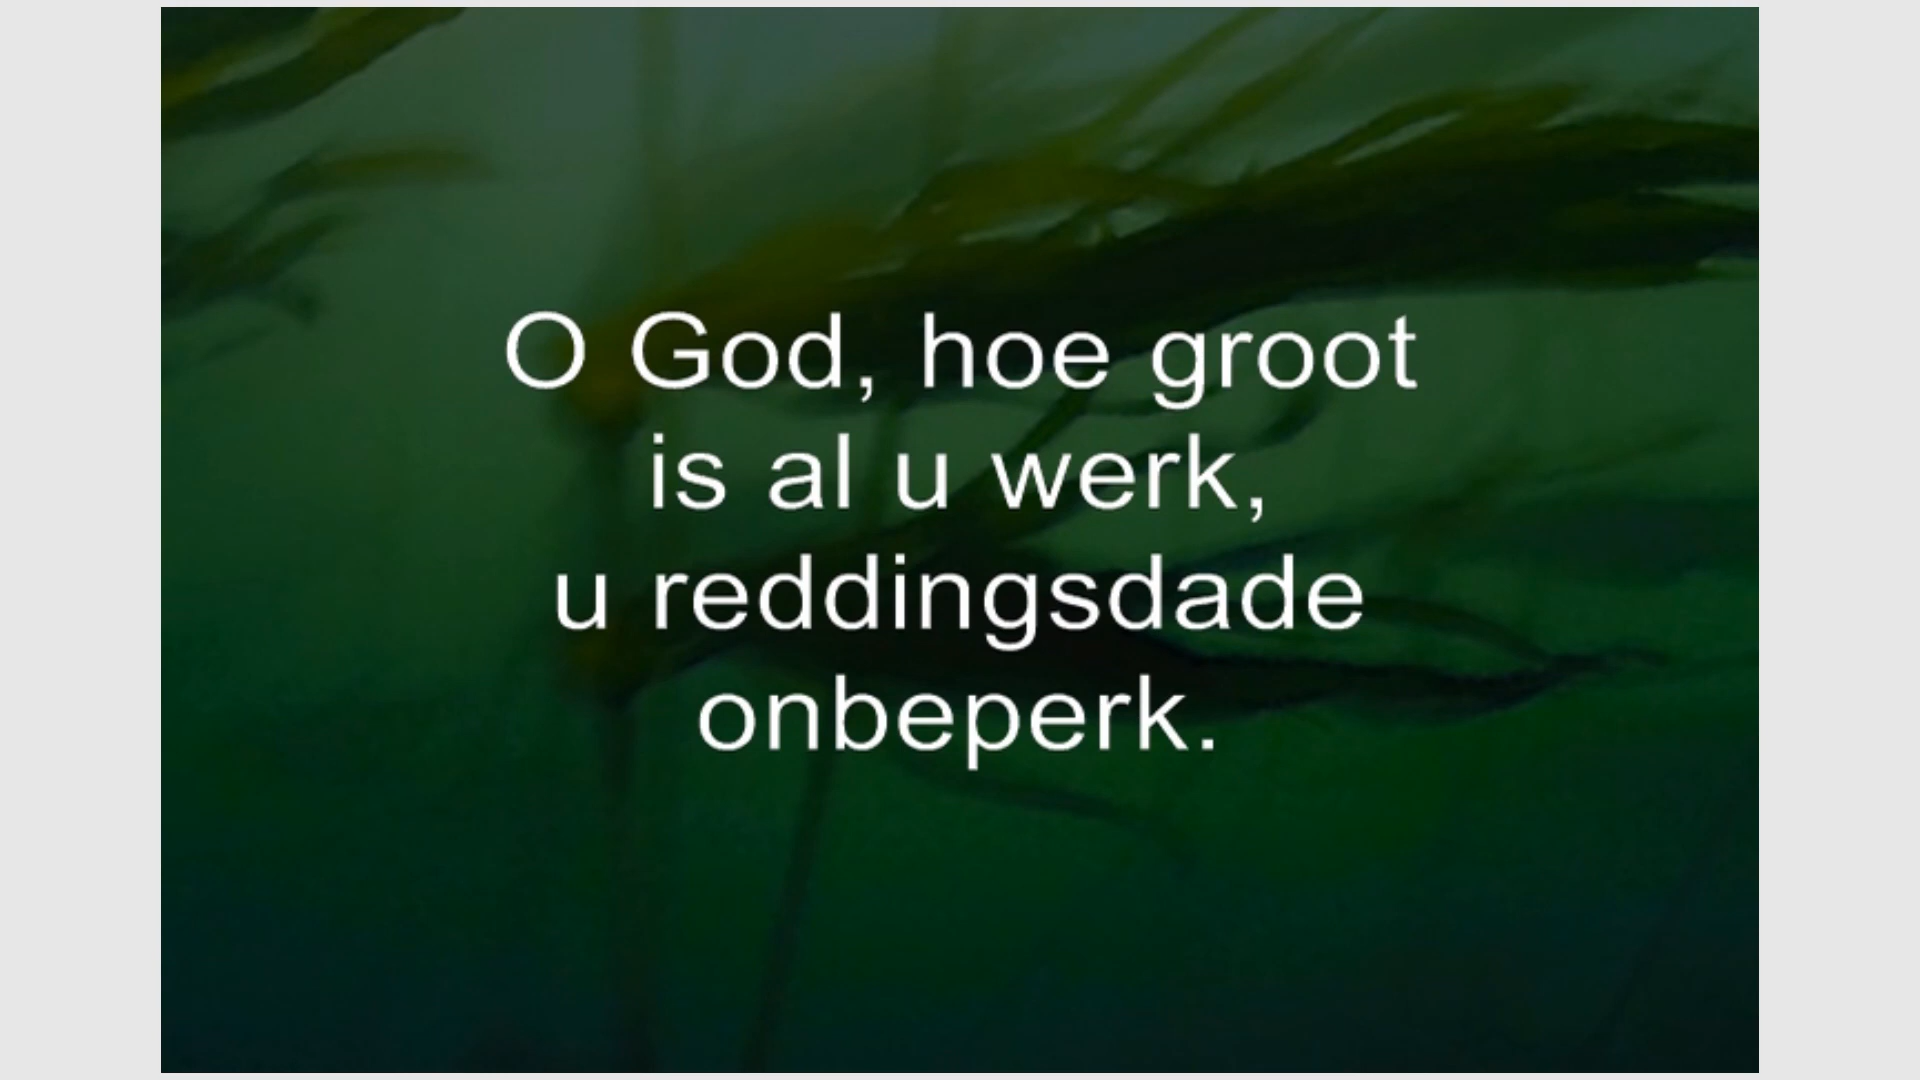 O God, hoe groot
is al u werk,
u reddingsdade
onbeperk.